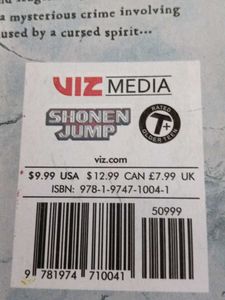 a mysterious crime involving
used by a cursed spirit...
VIZ MEDIA
SHONEN
JUMP
RATED
T+
OLDER TEEN
viz.com
$9.99 USA $12.99 CAN £7.99 UK
ISBN: 978-1-9747-1004-1
50999
9 781974 710041